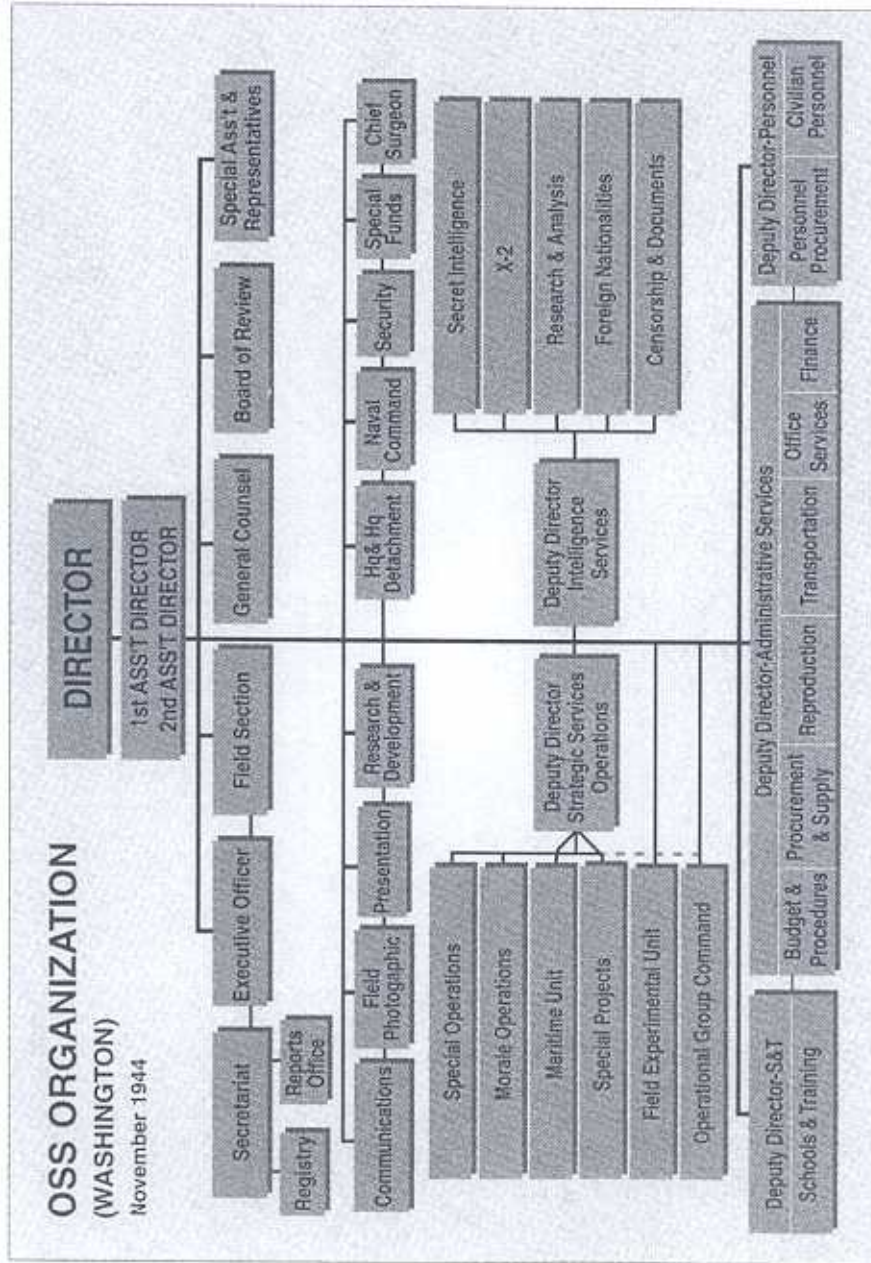 OSS ORGANIZATION
(WASHINGTON)
November 1944
DIRECTOR
1st ASS'T DIRECTOR
2nd ASS'T DIRECTOR
Secretariat
Executive Officer
Field Section
General Counsel
Board of Review
Special Ass't &
Representatives
Registry
Reports
Office
Communications
Field
Photogaphic
Presentation
Research &
Development
Hq& Hq
Detachment
Naval
Command
Security
Special
Funds
Chief
Surgeon
Special Operations
Morale Operations
Maritime Unit
Special Projects
Field Experimental Unit
Operational Group Command
Deputy Director
Strategic Services
Operations
Deputy Director
Intelligence
Services
Secret Intelligence
X-2
Research & Analysis
Foreign Nationalities
Censorship & Documents
Deputy Director-S&T
Schools & Training
Deputy Director-Administrative Services
Budget &
Procedures
Procurement
& Supply
Reproduction
Transportation
Office
Services
Finance
Deputy Director-Personnel
Personnel
Procurement
Civilian
Personnel